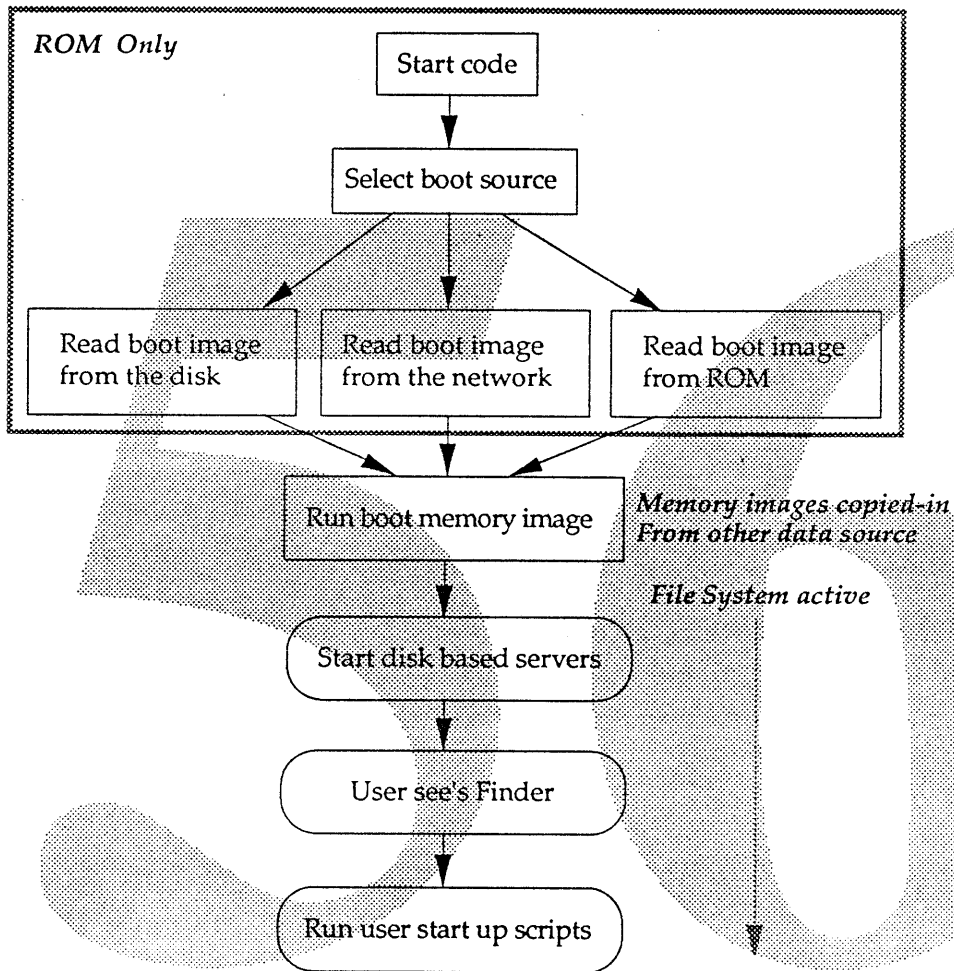 ROM Only
Start code
Select boot source
Read boot image
from the disk
Read boot image
from the network
Read boot image
from ROM
Run boot memory image
Memory images copied-in
From other data source
File System active
Start disk based servers
User see's Finder
Run user start up scripts
50